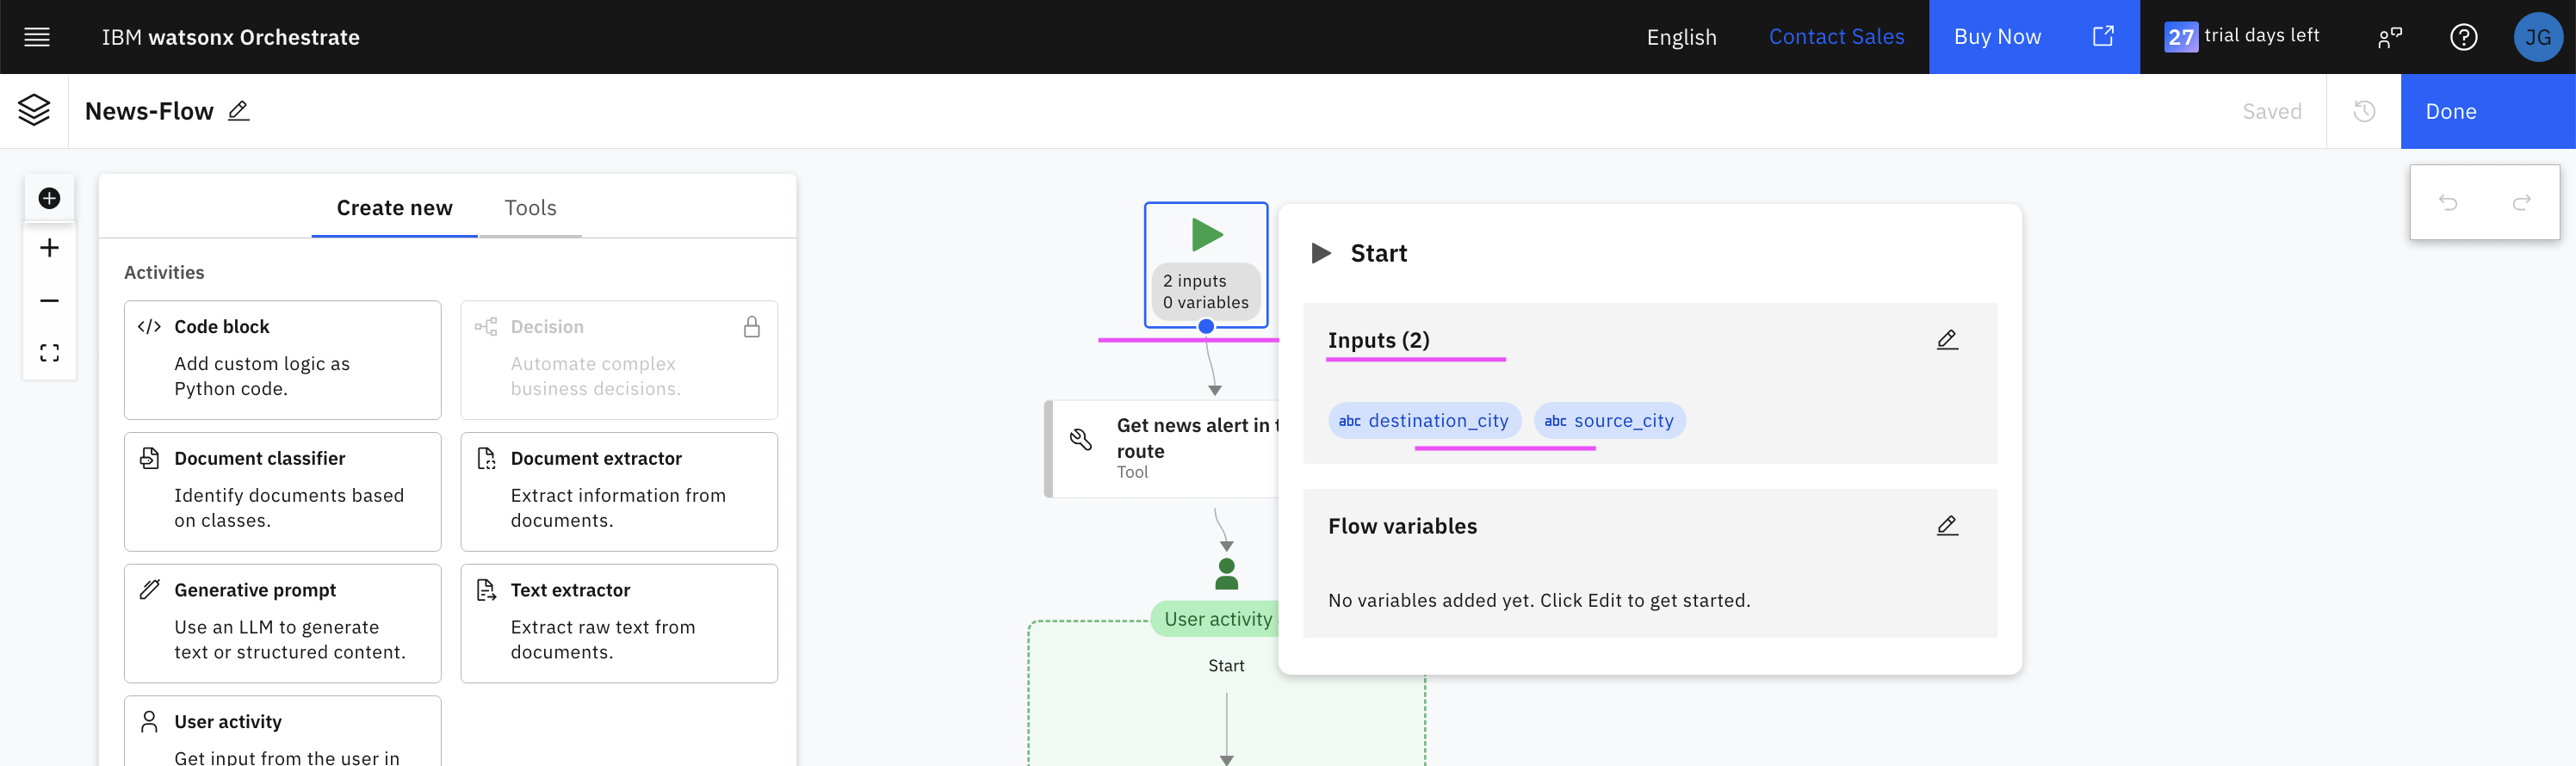 IBM watsonx Orchestrate
English
Contact Sales
Buy Now
27 trial days left
JG
News-Flow
Saved
Done
Create new
Tools
Activities
Code block
Add custom logic as
Python code.
Decision
Automate complex
business decisions.
Document classifier
Identify documents based
on classes.
Document extractor
Extract information from
documents.
Generative prompt
Use an LLM to generate
text or structured content.
Text extractor
Extract raw text from
documents.
User activity
Get input from the user in
2 inputs
0 variables
Get news alert in t
route
Tool
User activity
Start
Start
Inputs (2)
abc destination_city
abc source_city
Flow variables
No variables added yet. Click Edit to get started.